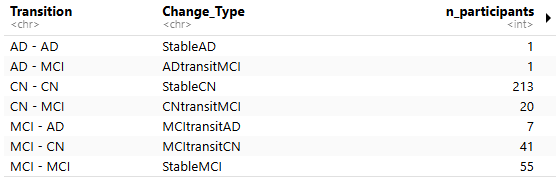 Transition Change_Type n_participants
<chr> <chr> <int>
AD - AD StableAD 1
AD - MCI ADtransitMCI 1
CN - CN StableCN 213
CN - MCI CNtransitMCI 20
MCI - AD MCItransitAD 7
MCI - CN MCItransitCN 41
MCI - MCI StableMCI 55